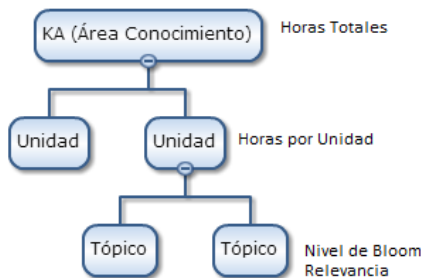 KA (Área Conocimiento)
Horas Totales
Unidad
Unidad
Horas por Unidad
Tópico
Tópico
Nivel de Bloom
Relevancia